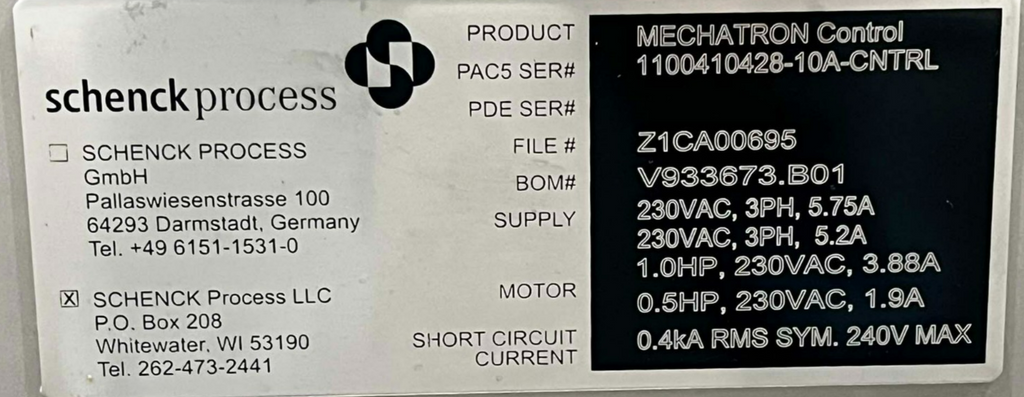 schenck process
☐ SCHENCK PROCESS
GmbH
Pallaswiesenstrasse 100
64293 Darmstadt, Germany
Tel. +49 6151-1531-0
☒ SCHENCK Process LLC
P.O. Box 208
Whitewater, WI 53190
Tel. 262-473-2441
PRODUCT MECHATRON Control
PAC5 SER# 1100410428-10A-CNTRL
PDE SER#
FILE # Z1CA00695
BOM# V933673.B01
SUPPLY 230VAC, 3PH, 5.75A
230VAC, 3PH, 5.2A
1.0HP, 230VAC, 3.88A
MOTOR 0.5HP, 230VAC, 1.9A
SHORT CIRCUIT 0.4kA RMS SYM. 240V MAX
CURRENT